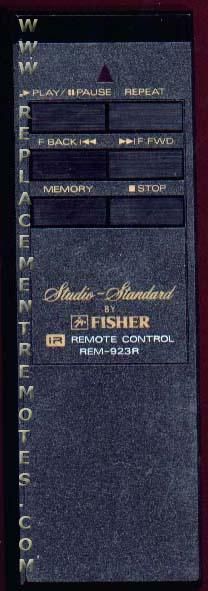 WWW.REPLACEMENTREMOTES.COM
▶PLAY/⏸PAUSE REPEAT
F BACK ⏮ ▶▶| F FWD
MEMORY ■ STOP
Studio-Standard
BY
FISHER
IR REMOTE CONTROL
REM-923R